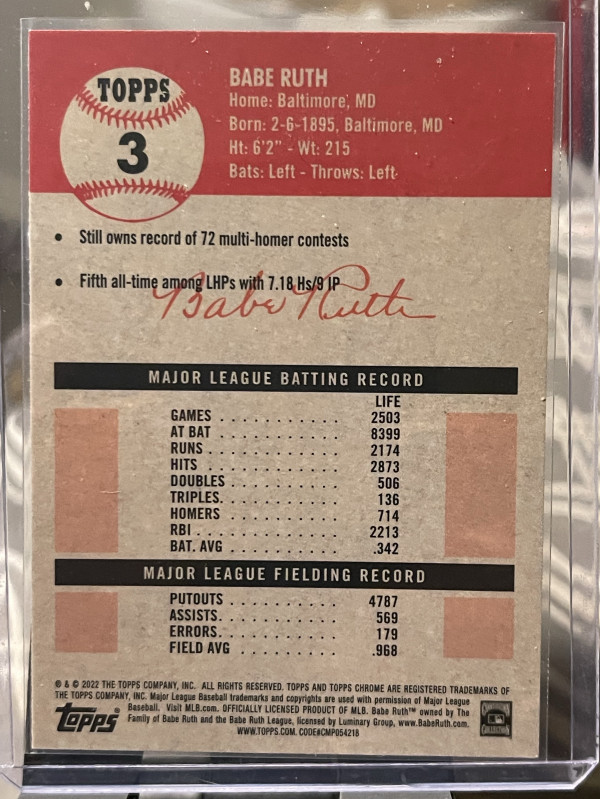 TOPPS
3
BABE RUTH
Home: Baltimore, MD
Born: 2-6-1895, Baltimore, MD
Ht: 6'2" - Wt: 215
Bats: Left - Throws: Left
• Still owns record of 72 multi-homer contests
• Fifth all-time among LHPs with 7.18 Hs/9 IP
Babe Ruth
MAJOR LEAGUE BATTING RECORD
LIFE
GAMES . . . . . . . . . . . 2503
AT BAT . . . . . . . . . . . 8399
RUNS . . . . . . . . . . . . 2174
HITS . . . . . . . . . . . . 2873
DOUBLES . . . . . . . . . . 506
TRIPLES. . . . . . . . . . . 136
HOMERS . . . . . . . . . . 714
RBI . . . . . . . . . . . . . 2213
BAT. AVG . . . . . . . . . . .342
MAJOR LEAGUE FIELDING RECORD
PUTOUTS . . . . . . . . . . 4787
ASSISTS. . . . . . . . . . . 569
ERRORS. . . . . . . . . . . 179
FIELD AVG . . . . . . . . . .968
® & © 2022 THE TOPPS COMPANY, INC. ALL RIGHTS RESERVED. TOPPS AND TOPPS CHROME ARE REGISTERED TRADEMARKS OF
THE TOPPS COMPANY, INC. Major League Baseball trademarks and copyrights are used with permission of Major League
Baseball. Visit MLB.com. OFFICIALLY LICENSED PRODUCT OF MLB. Babe Ruth™ owned by The
Family of Babe Ruth and the Babe Ruth League, licensed by Luminary Group, www.BabeRuth.com.
WWW.TOPPS.COM. CODE#CMP054218
Topps®
COOPERSTOWN
COLLECTION